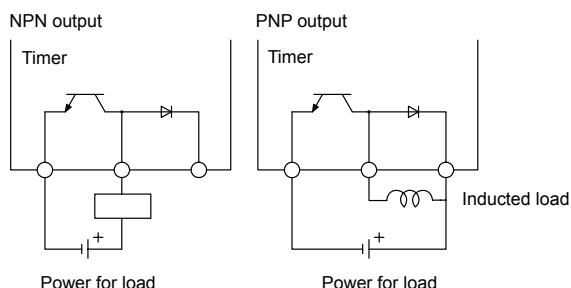 NPN output
Timer
+
Power for load
PNP output
Timer
Inducted load
+
Power for load